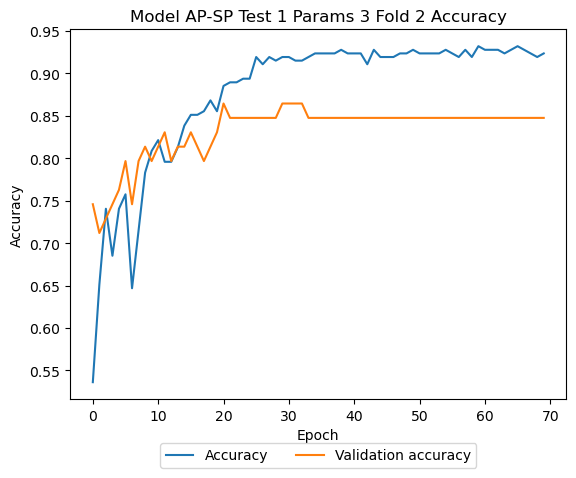 Model AP-SP Test 1 Params 3 Fold 2 Accuracy
0.95
0.90
0.85
0.80
0.75
0.70
0.65
0.60
0.55
Accuracy
0 10 20 30 40 50 60 70
Epoch
Accuracy Validation accuracy